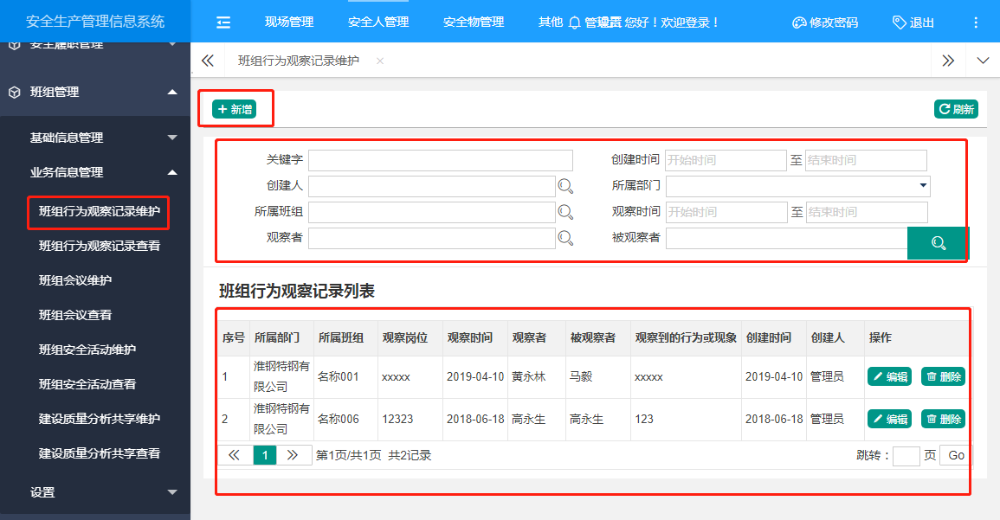 安全生产管理信息系统
现场管理 安全人管理 安全物管理 其他 您好！欢迎登录！ 修改密码 退出
安全履职管理
班组管理
基础信息管理
业务信息管理
班组行为观察记录维护
班组行为观察记录查看
班组会议维护
班组会议查看
班组安全活动维护
班组安全活动查看
建设质量分析共享维护
建设质量分析共享查看
设置
班组行为观察记录维护 ×
新增 刷新
关键字 创建时间 开始时间 至 结束时间
创建人 所属部门
所属班组 观察时间 开始时间 至 结束时间
观察者 被观察者
班组行为观察记录列表
序号 所属部门 所属班组 观察岗位 观察时间 观察者 被观察者 观察到的行为或现象 创建时间 创建人 操作
1 淮钢特钢有限公司 名称001 xxxxx 2019-04-10 黄永林 马毅 xxxxx 2019-04-10 管理员 编辑 删除
2 淮钢特钢有限公司 名称006 12323 2018-06-18 高永生 高永生 123 2018-06-18 管理员 编辑 删除
1 第1页/共1页 共2记录 跳转： 页 Go